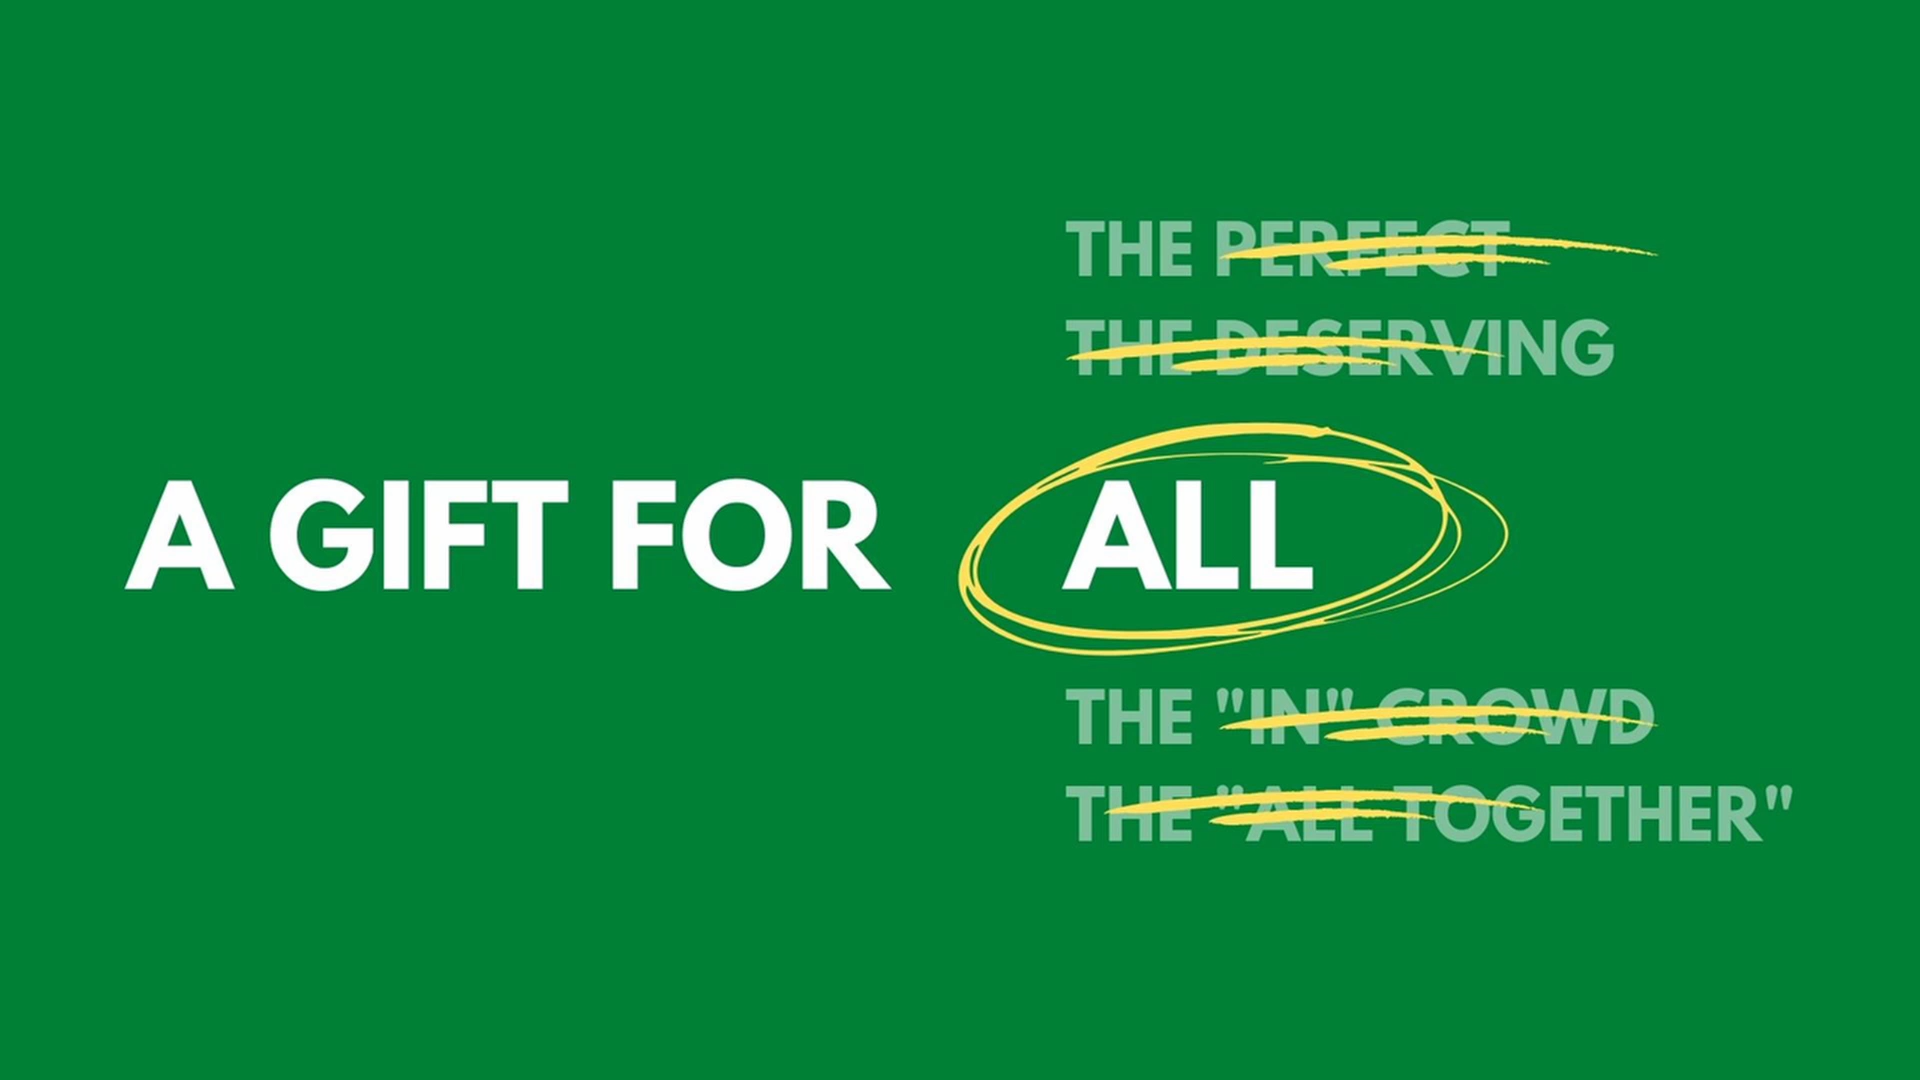 THE PERFECT
THE DESERVING
A GIFT FOR ALL
THE "IN" CROWD
THE "ALL TOGETHER"